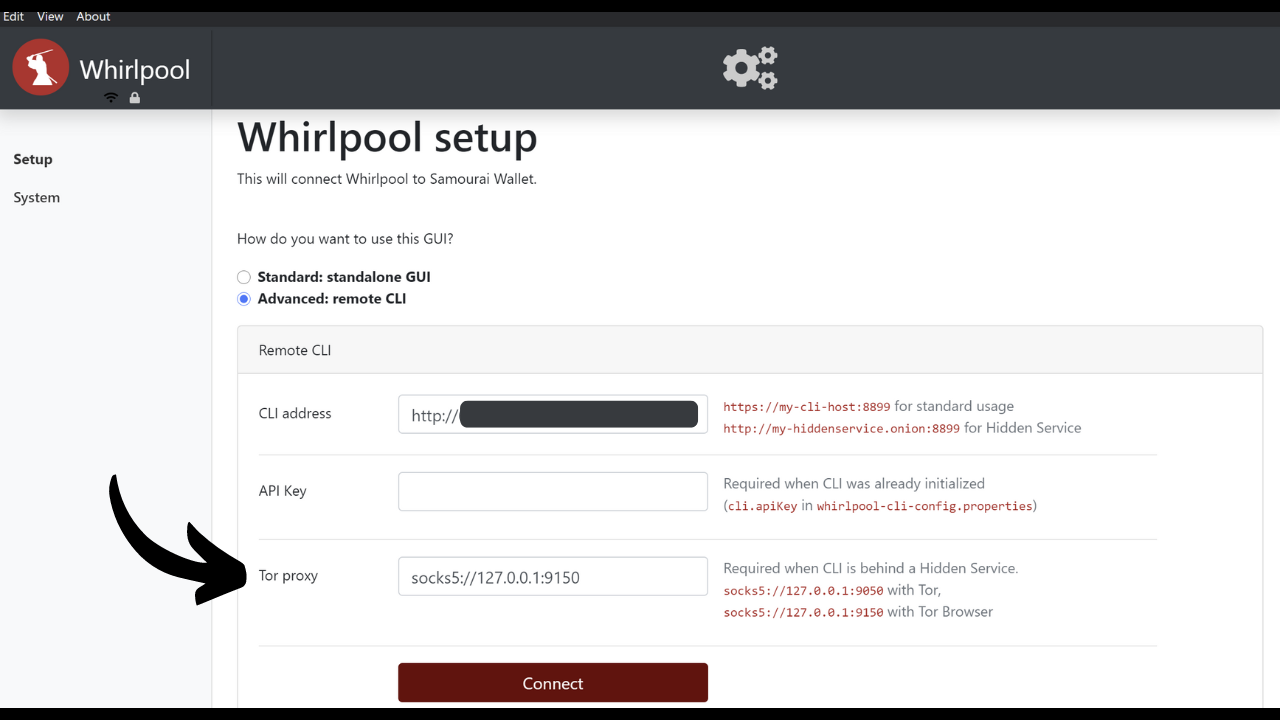 Edit View About
Whirlpool
Whirlpool setup
Setup
This will connect Whirlpool to Samourai Wallet.
System
How do you want to use this GUI?
Standard: standalone GUI
Advanced: remote CLI
Remote CLI
CLI address
http://
https://my-cli-host:8899 for standard usage
http://my-hiddenservice.onion:8899 for Hidden Service
API Key
Required when CLI was already initialized
(cli.apiKey in whirlpool-cli-config.properties)
Tor proxy
socks5://127.0.0.1:9150
Required when CLI is behind a Hidden Service.
socks5://127.0.0.1:9050 with Tor,
socks5://127.0.0.1:9150 with Tor Browser
Connect